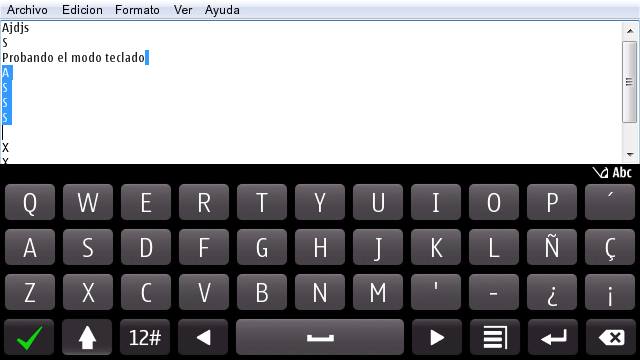 Archivo Edicion Formato Ver Ayuda
Ajdjs
S
Probando el modo teclado
A
S
S
S
X
X
Abc
Q W E R T Y U I O P ´
A S D F G H J K L Ñ Ç
Z X C V B N M ' - ¿ ¡
12#